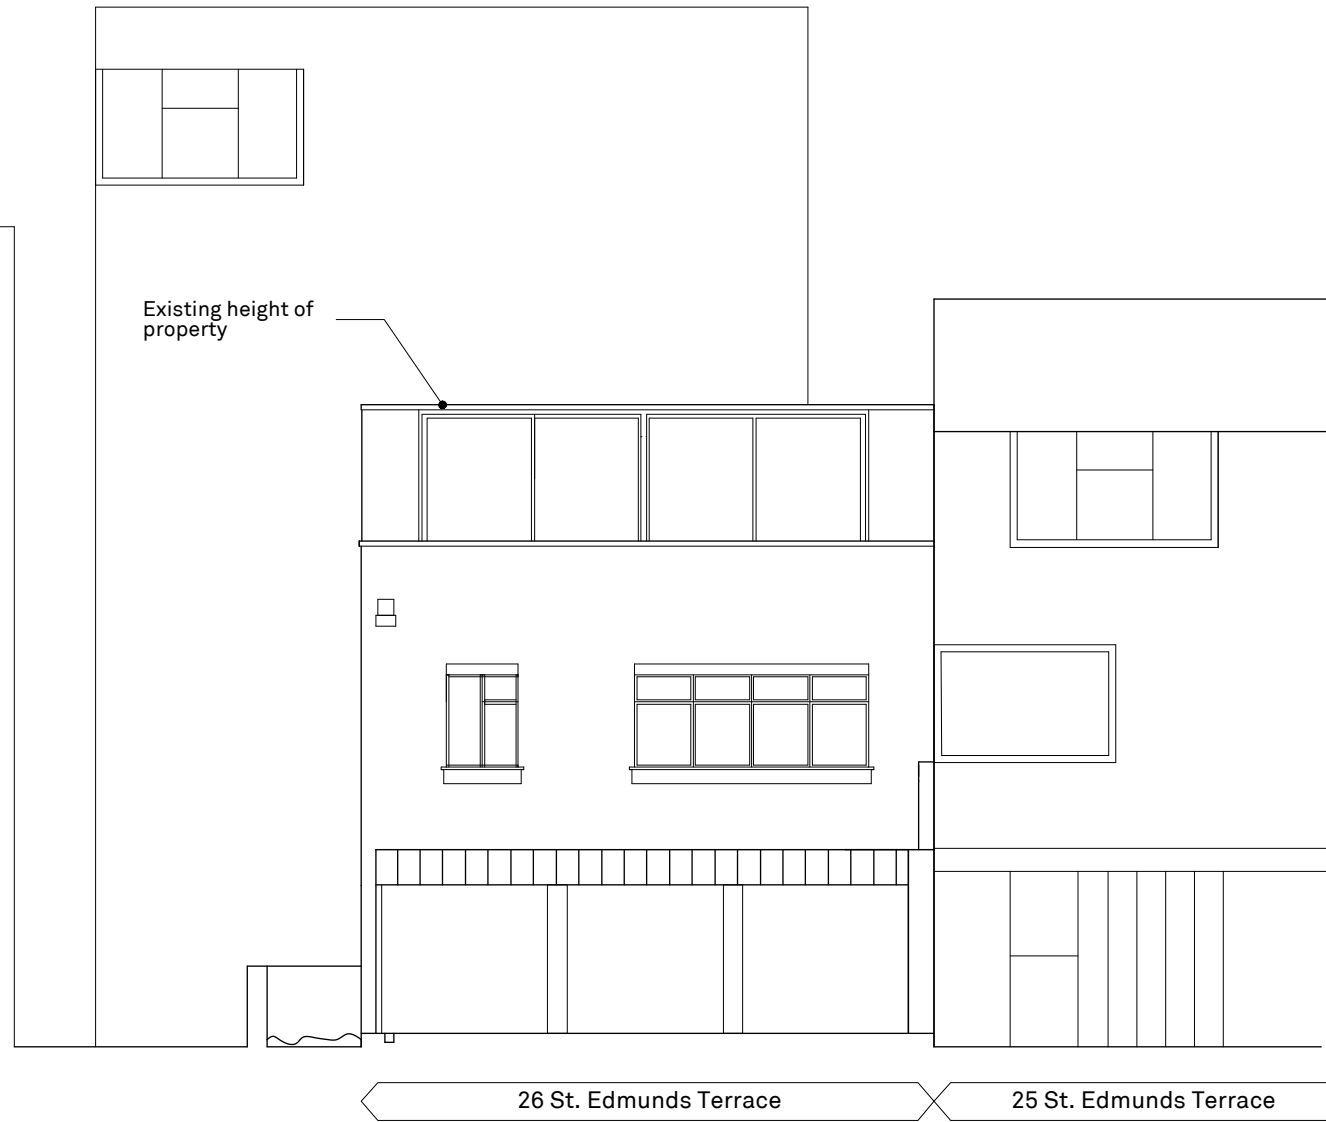 Existing height of
property
26 St. Edmunds Terrace
25 St. Edmunds Terrace